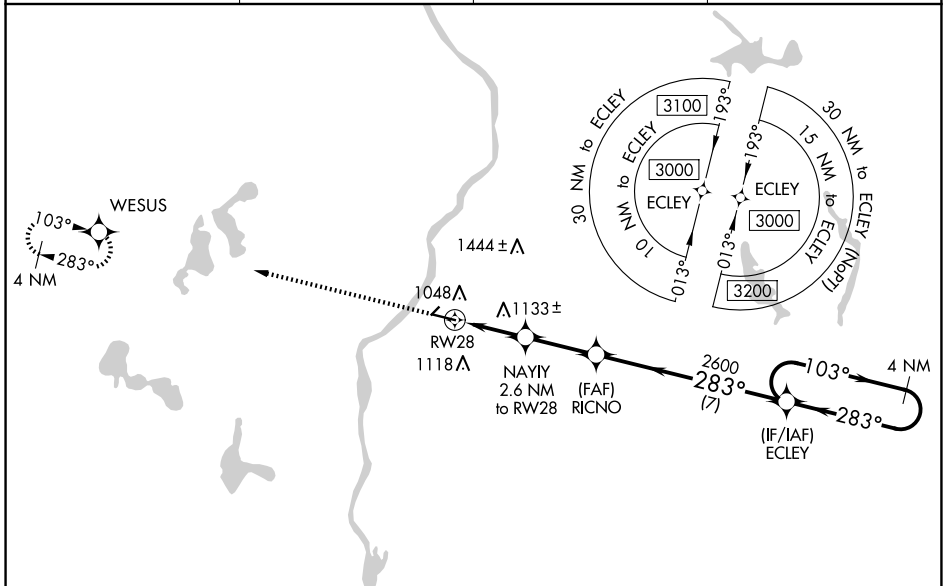 WESUS
103°
283°
4 NM
1444 ±
1048
1133 ±
RW28
1118
NAYIY
2.6 NM
to RW28
(FAF)
RICNO
2600
283°
(7)
(IF/IAF)
ECLEY
103°
4 NM
283°
30 NM to ECLEY
3100
193°
10 NM to ECLEY
3000
ECLEY
013°
30 NM to ECLEY (NoPT)
15 NM to ECLEY
193°
ECLEY
3000
013°
3200